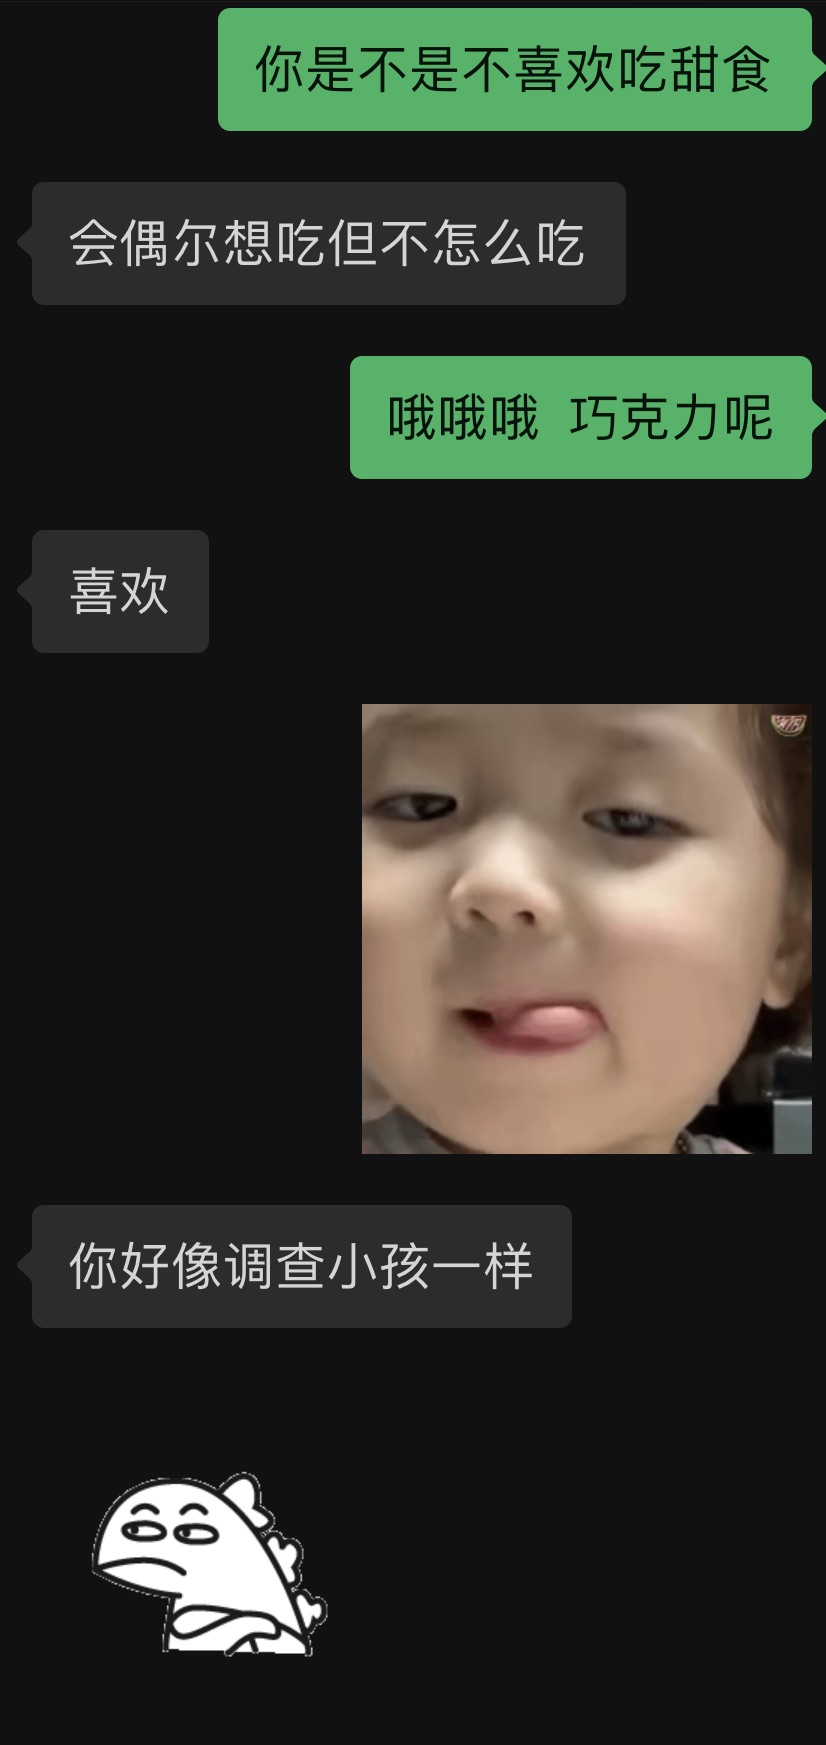 你是不是不喜欢吃甜食
会偶尔想吃但不怎么吃
哦哦哦 巧克力呢
喜欢
你好像调查小孩一样